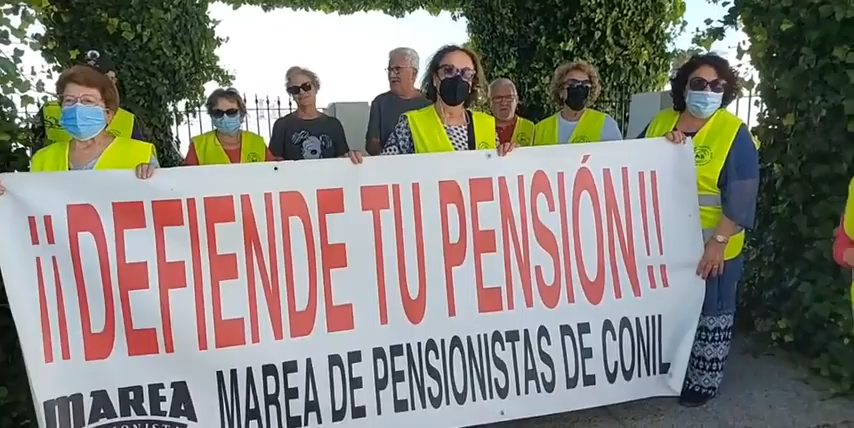 ¡¡DEFIENDE TU PENSIÓN!!
MAREA DE PENSIONISTAS DE CONIL
MAREA